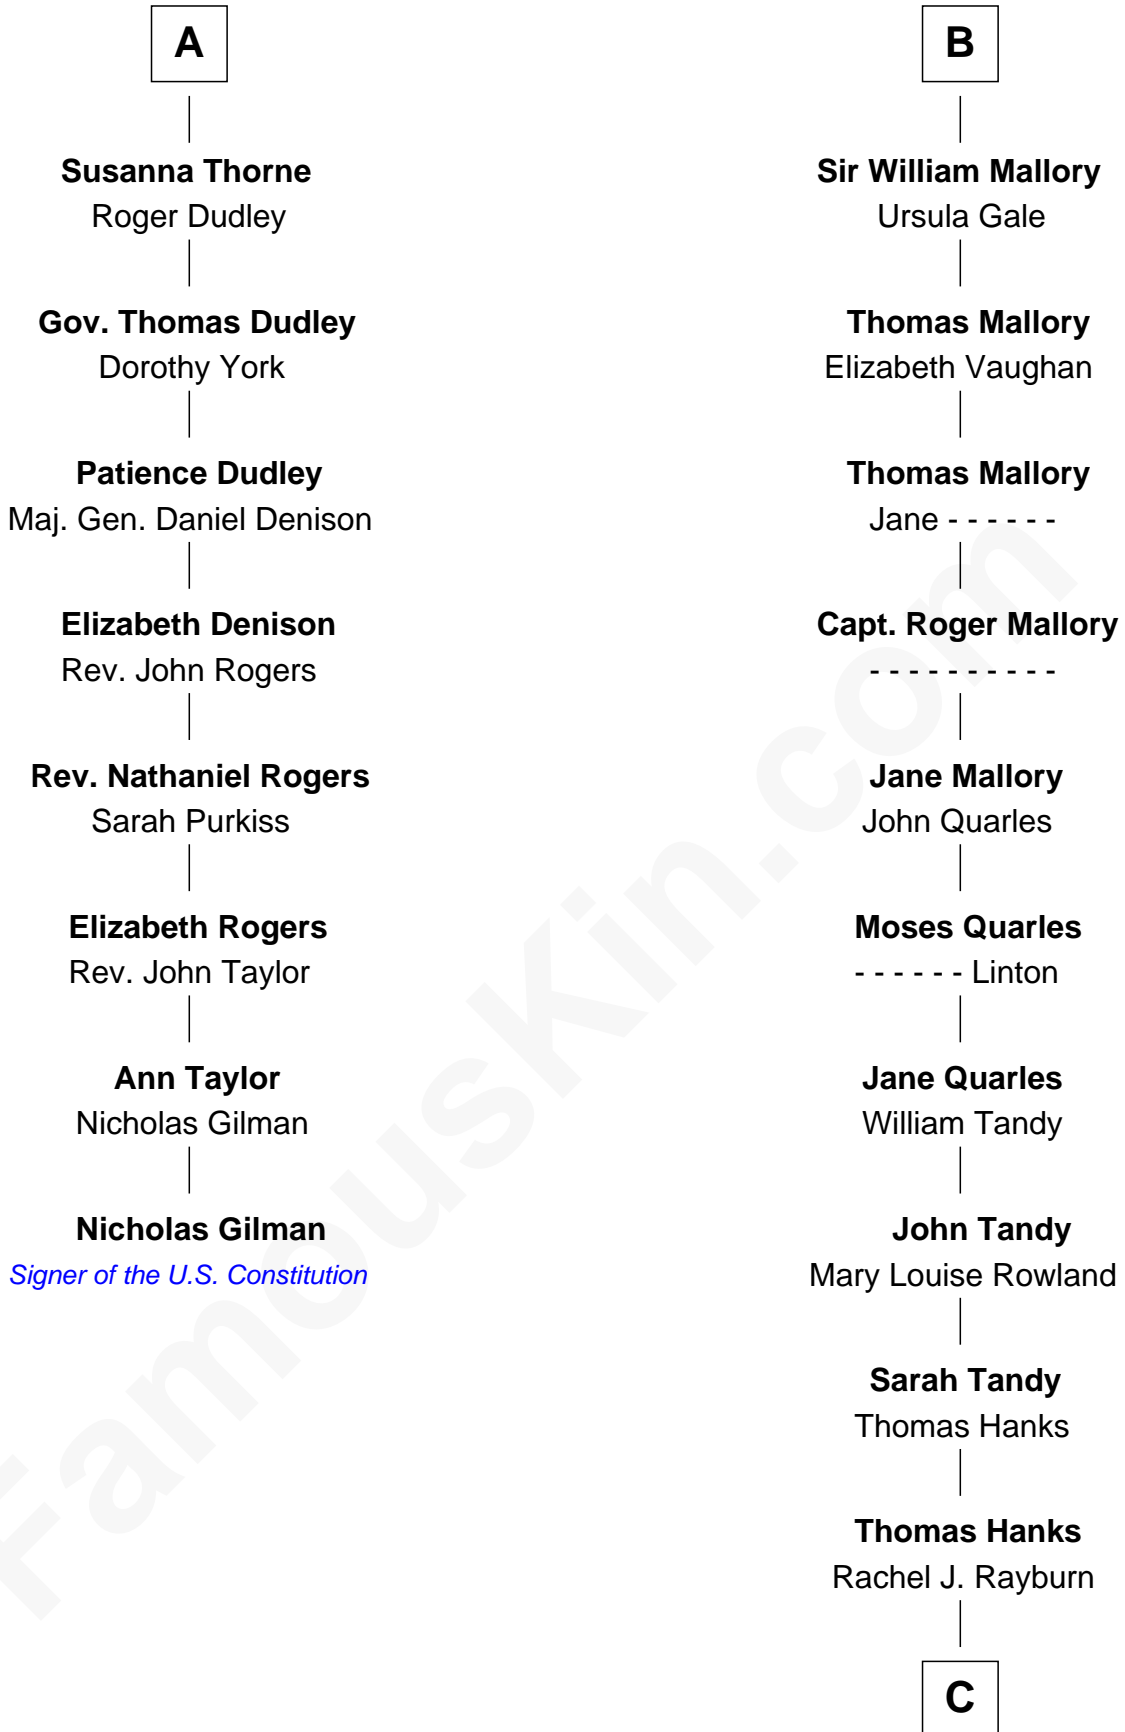 A
Susanna Thorne
Roger Dudley
Gov. Thomas Dudley
Dorothy York
Patience Dudley
Maj. Gen. Daniel Denison
Elizabeth Denison
Rev. John Rogers
Rev. Nathaniel Rogers
Sarah Purkiss
Elizabeth Rogers
Rev. John Taylor
Ann Taylor
Nicholas Gilman
Nicholas Gilman
Signer of the U.S. Constitution
B
Sir William Mallory
Ursula Gale
Thomas Mallory
Elizabeth Vaughan
Thomas Mallory
Jane - - - - - -
Capt. Roger Mallory
- - - - - - - - - -
Jane Mallory
John Quarles
Moses Quarles
- - - - - - Linton
Jane Quarles
William Tandy
John Tandy
Mary Louise Rowland
Sarah Tandy
Thomas Hanks
Thomas Hanks
Rachel J. Rayburn
C
FamousKin.com